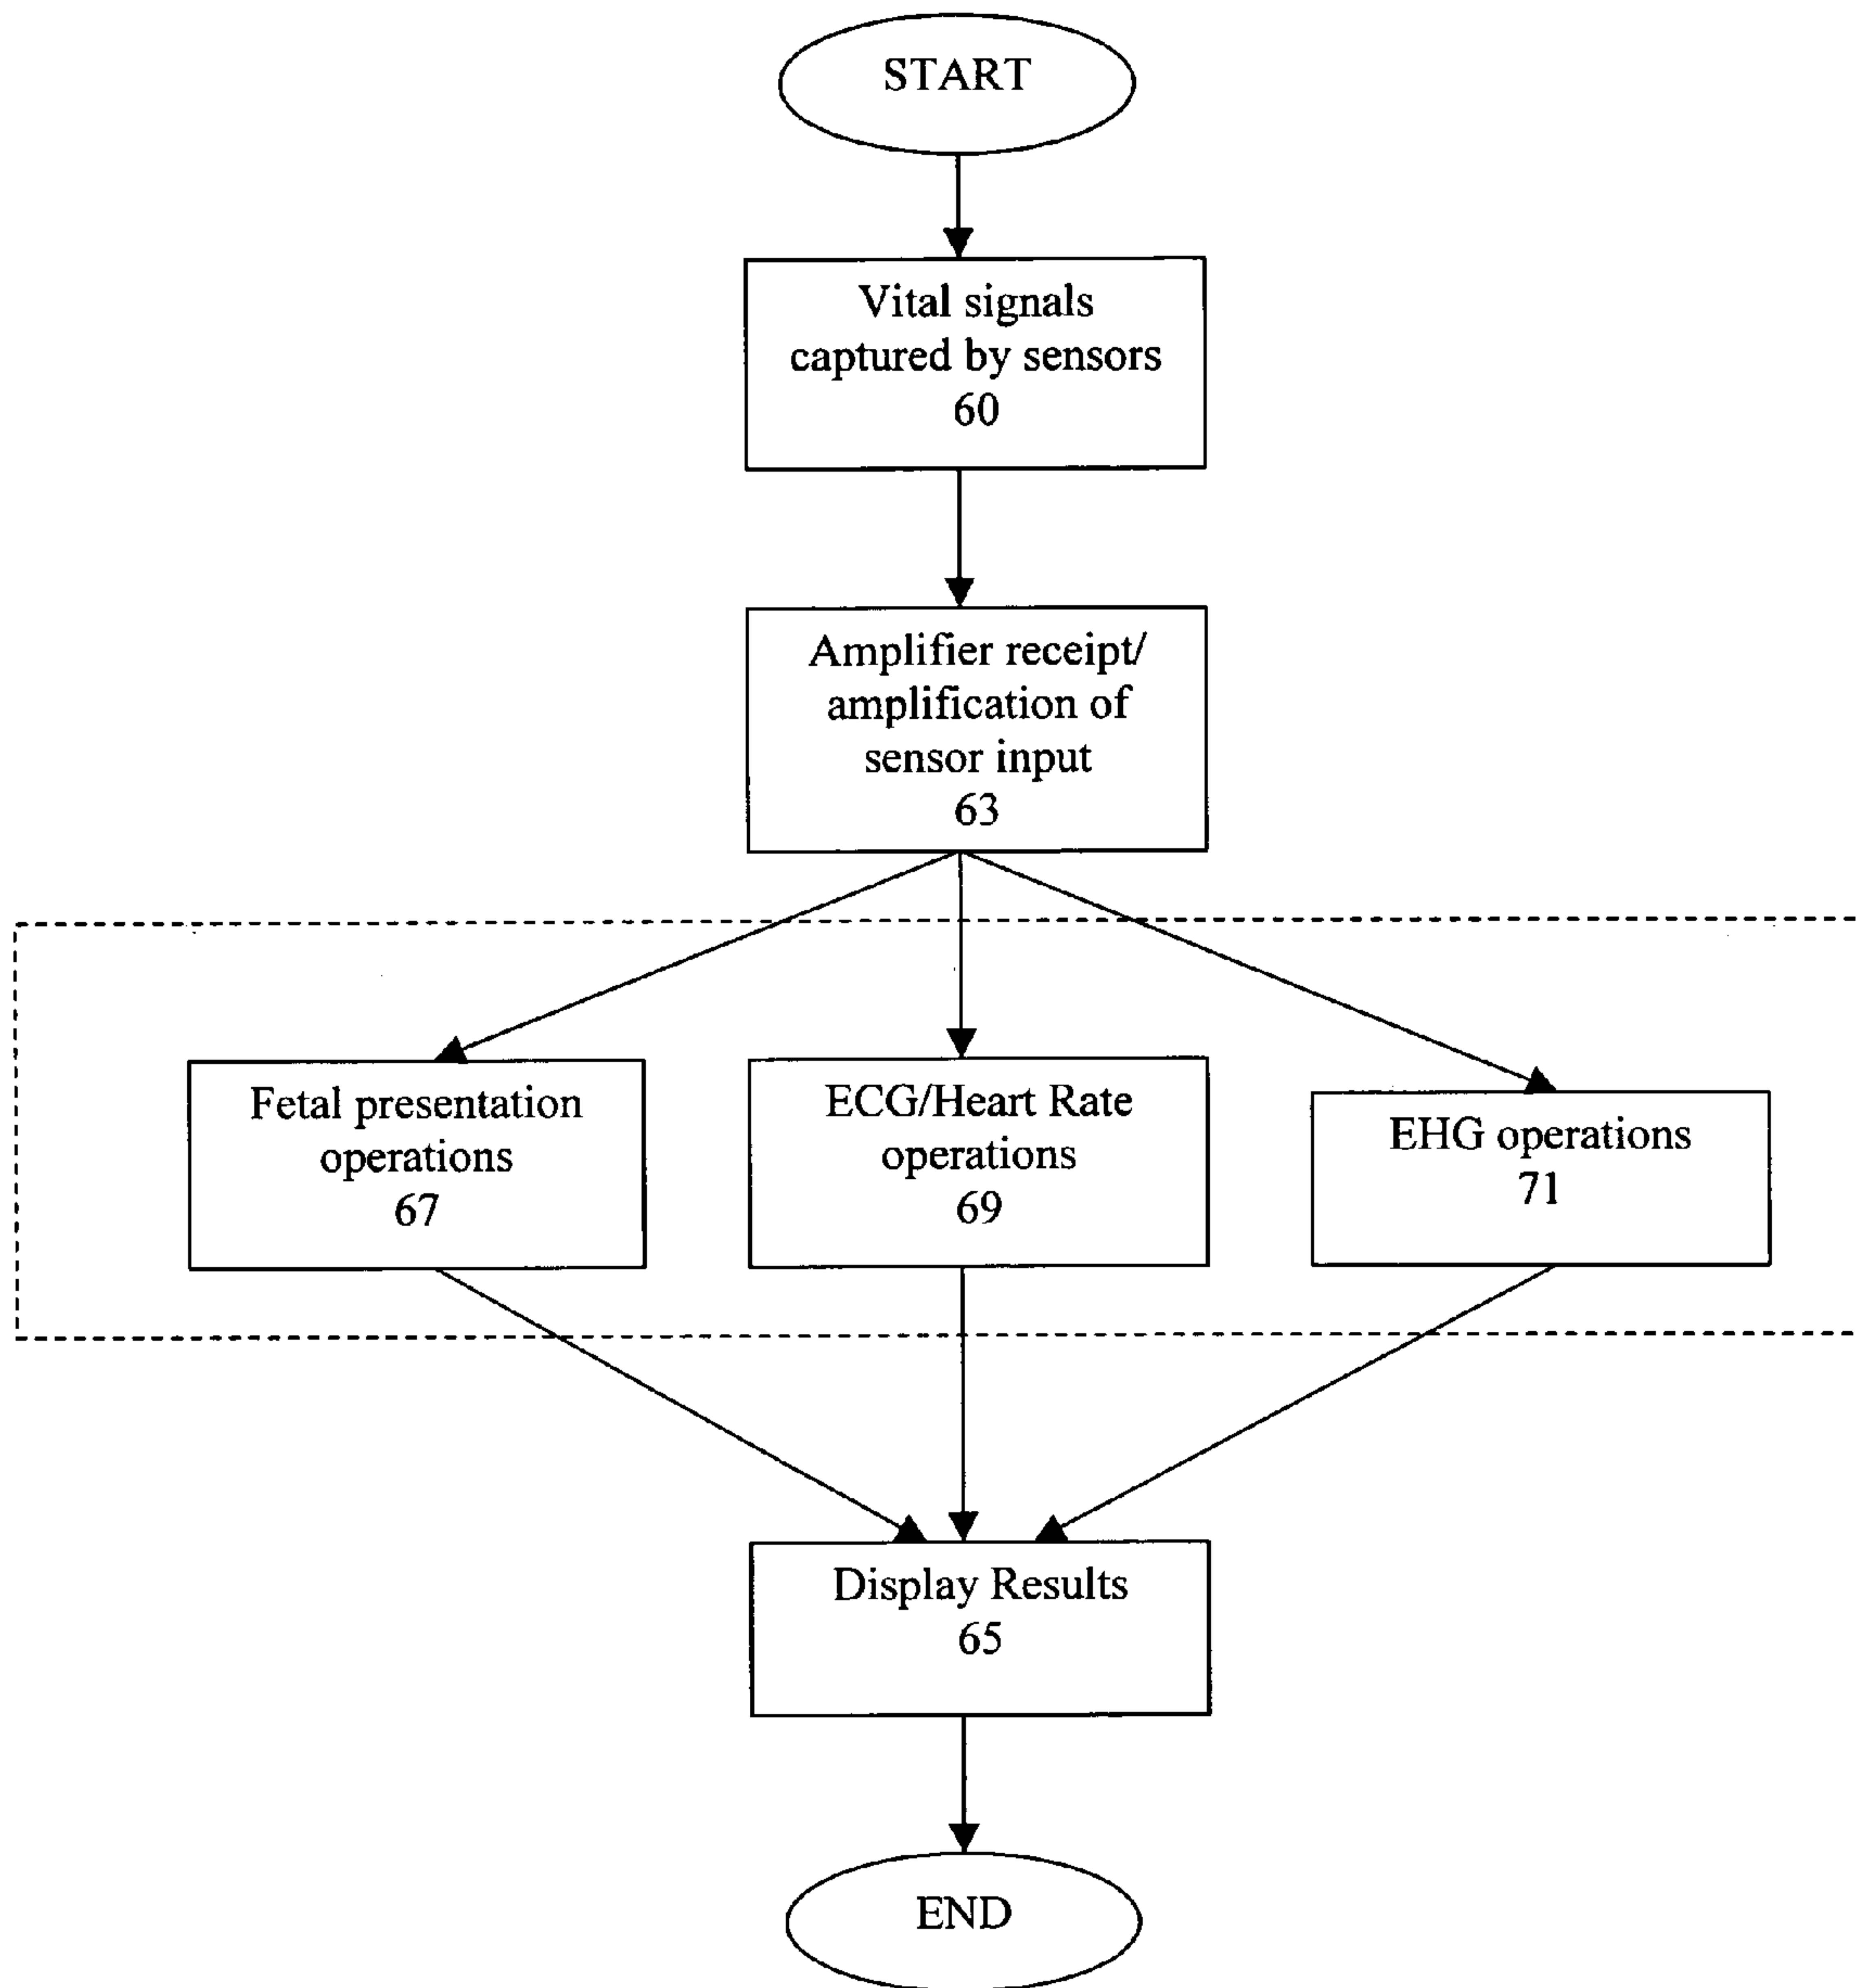 START
Vital signals
captured by sensors
60
Amplifier receipt/
amplification of
sensor input
63
Fetal presentation
operations
67
ECG/Heart Rate
operations
69
EHG operations
71
Display Results
65
END